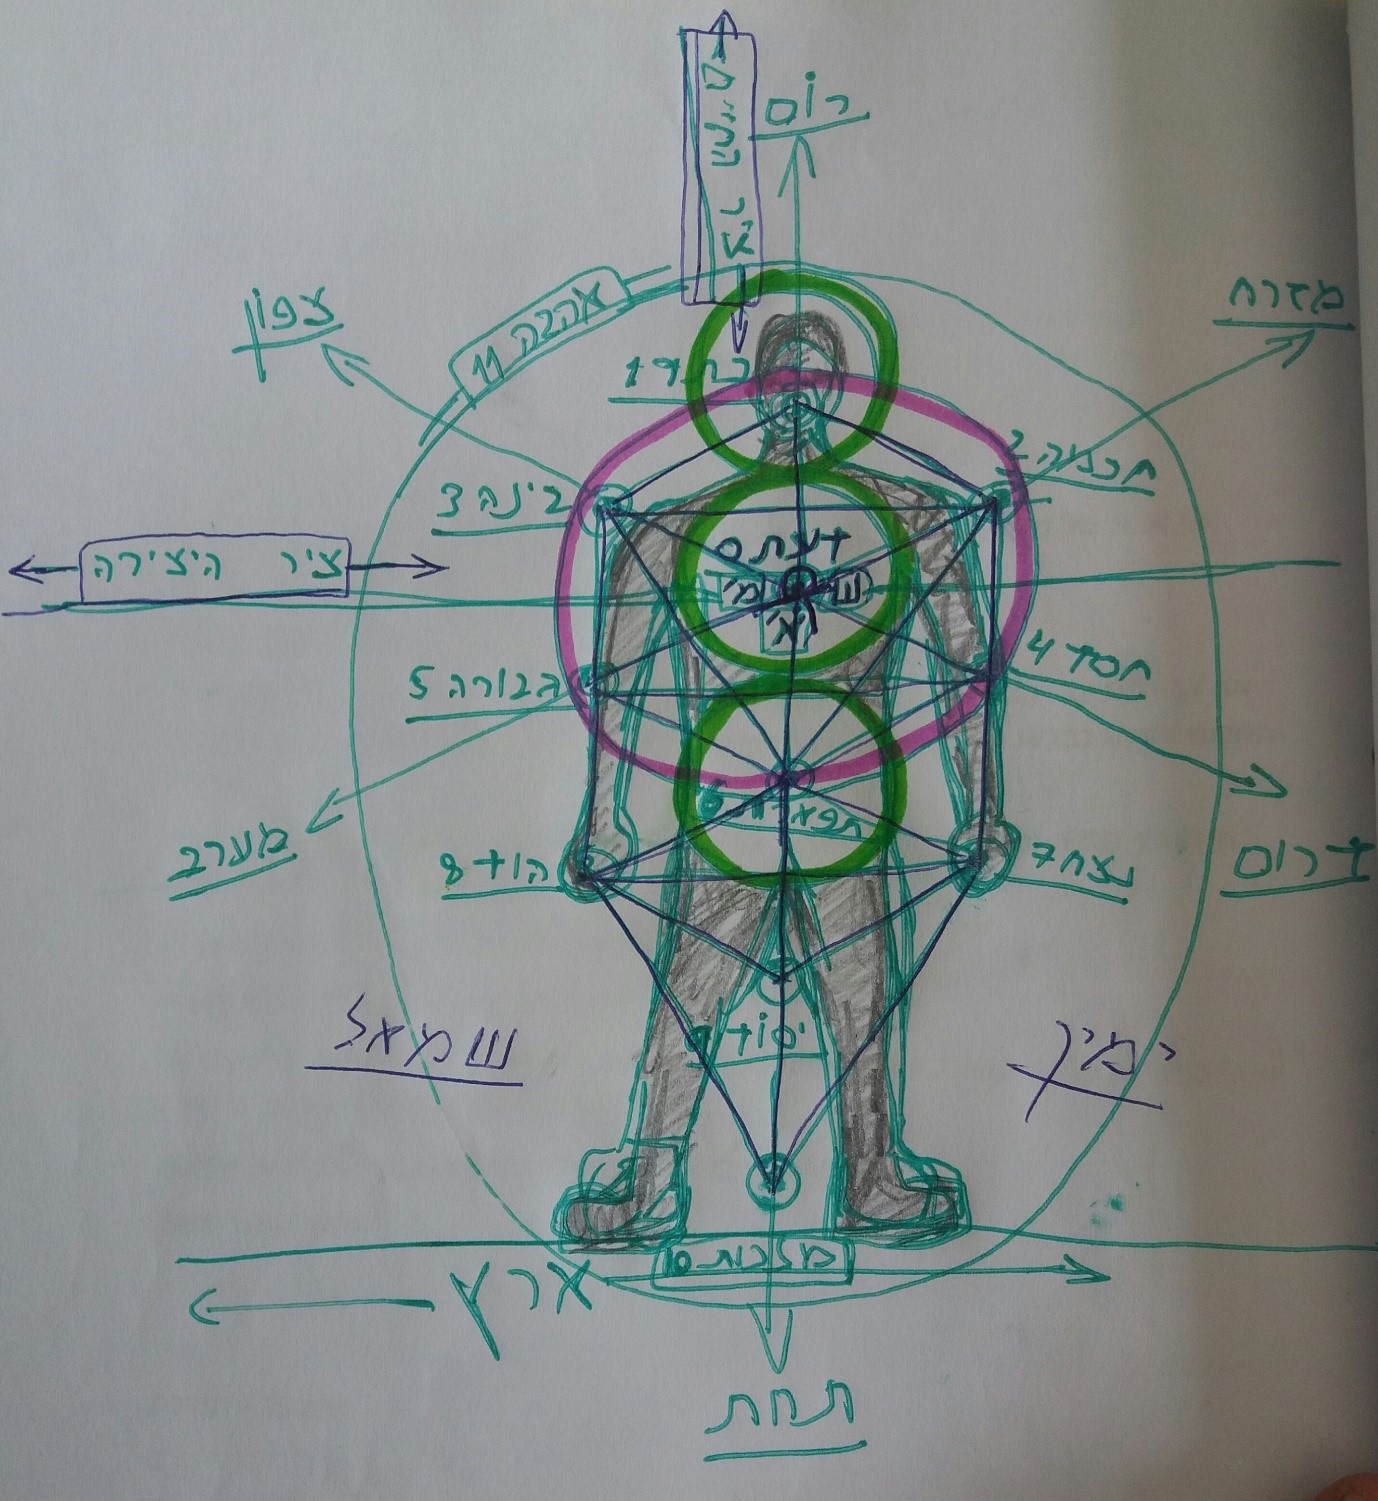 רום
מזרח
צפון
אהבה 11
כתר 1
חכמה 2
בינה 3
דעת 0
ציר היצירה
ש
מ'
א'
חסד 4
גבורה 5
תפארת 6
מערב
דרום
הוד 8
נצח 7
יסוד 9
שמאל
ימין
מלכות 10
ארץ
תחת